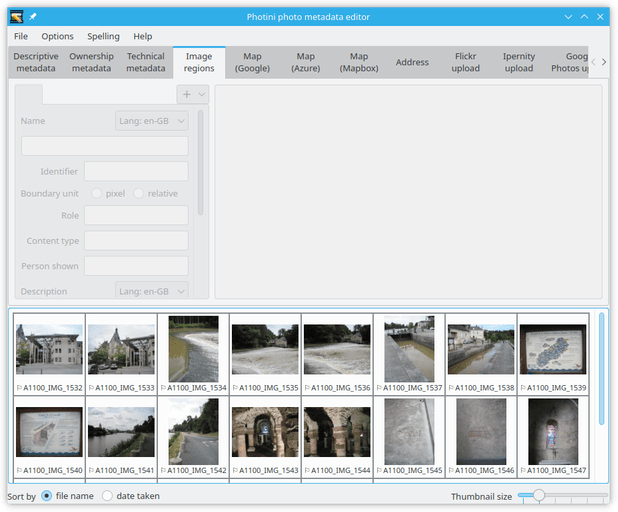 Photini photo metadata editor
File Options Spelling Help
Descriptive metadata
Ownership metadata
Technical metadata
Image regions
Map (Google)
Map (Azure)
Map (Mapbox)
Address
Flickr upload
Ipernity upload
Goog
Photos u
Name Lang: en-GB
Identifier
Boundary unit pixel relative
Role
Content type
Person shown
Description Lang: en-GB
A1100_IMG_1532 A1100_IMG_1533 A1100_IMG_1534 A1100_IMG_1535 A1100_IMG_1536 A1100_IMG_1537 A1100_IMG_1538 A1100_IMG_1539
A1100_IMG_1540 A1100_IMG_1541 A1100_IMG_1542 A1100_IMG_1543 A1100_IMG_1544 A1100_IMG_1545 A1100_IMG_1546 A1100_IMG_1547
Sort by file name date taken Thumbnail size